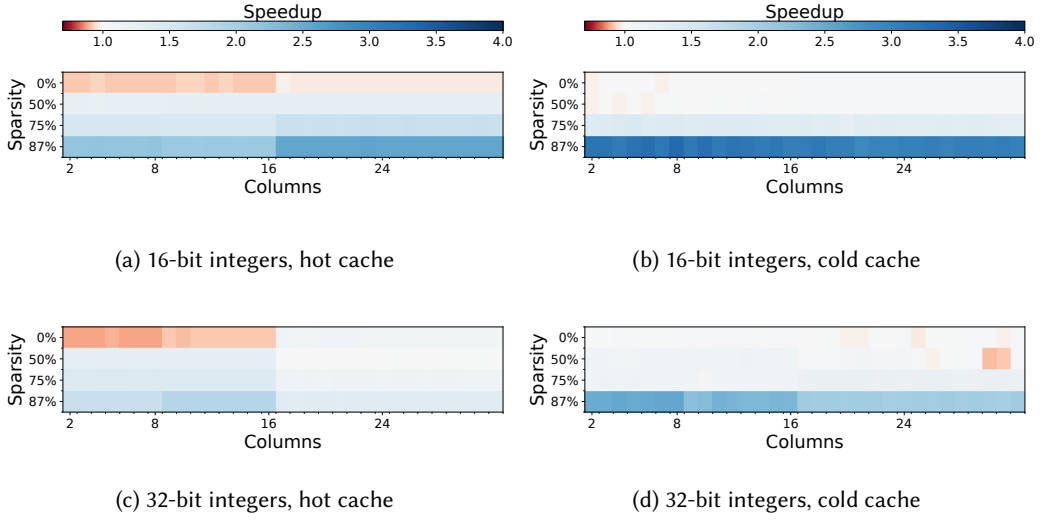 Speedup
1.0 1.5 2.0 2.5 3.0 3.5 4.0
Sparsity
0%
50%
75%
87%
2 8 16 24
Columns
(a) 16-bit integers, hot cache
Speedup
1.0 1.5 2.0 2.5 3.0 3.5 4.0
Sparsity
0%
50%
75%
87%
2 8 16 24
Columns
(b) 16-bit integers, cold cache
Sparsity
0%
50%
75%
87%
2 8 16 24
Columns
(c) 32-bit integers, hot cache
Sparsity
0%
50%
75%
87%
2 8 16 24
Columns
(d) 32-bit integers, cold cache